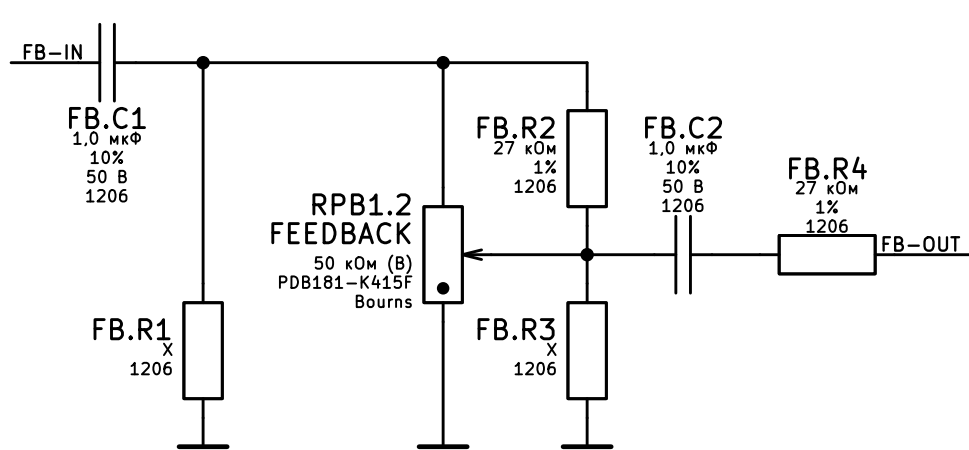 FB-IN
FB.C1
1,0 мкФ
10%
50 В
1206
FB.R2
27 кОм
1%
1206
FB.C2
1,0 мкФ
10%
50 В
1206
FB.R4
27 кОм
1%
1206
FB-OUT
RPB1.2
FEEDBACK
50 кОм (B)
PDB181-K415F
Bourns
FB.R1
X
1206
FB.R3
X
1206